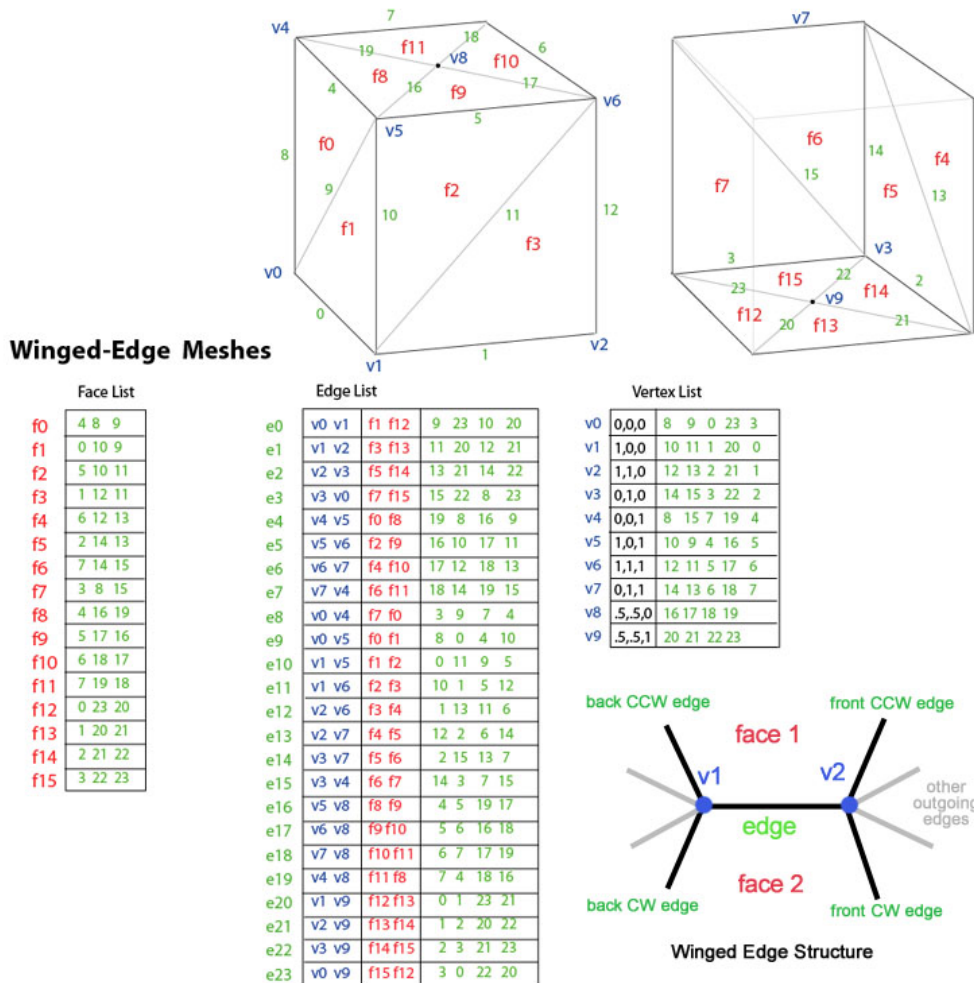 7
v4
18
v7
f11
v8
6
19
f10
f8
17
4
16
f9
v6
5
v5
f0
f6
14
f4
8
f2
15
9
f7
f5
13
10
11
12
f1
f3
v3
v0
3
f15
22
2
23
v9
f14
0
f12
20
f13
21
v2
1
v1
Winged-Edge Meshes
Face List
f0 4 8 9
f1 0 10 9
f2 5 10 11
f3 1 12 11
f4 6 12 13
f5 2 14 13
f6 7 14 15
f7 3 8 15
f8 4 16 19
f9 5 17 16
f10 6 18 17
f11 7 19 18
f12 0 23 20
f13 1 20 21
f14 2 21 22
f15 3 22 23
Edge List
e0 v0 v1 f1 f12 9 23 10 20
e1 v1 v2 f3 f13 11 20 12 21
e2 v2 v3 f5 f14 13 21 14 22
e3 v3 v0 f7 f15 15 22 8 23
e4 v4 v5 f0 f8 19 8 16 9
e5 v5 v6 f2 f9 16 10 17 11
e6 v6 v7 f4 f10 17 12 18 13
e7 v7 v4 f6 f11 18 14 19 15
e8 v0 v4 f7 f0 3 9 7 4
e9 v0 v5 f0 f1 8 0 4 10
e10 v1 v5 f1 f2 0 11 9 5
e11 v1 v6 f2 f3 10 1 5 12
e12 v2 v6 f3 f4 1 13 11 6
e13 v2 v7 f4 f5 12 2 6 14
e14 v3 v7 f5 f6 2 15 13 7
e15 v3 v4 f6 f7 14 3 7 15
e16 v5 v8 f8 f9 4 5 19 17
e17 v6 v8 f9 f10 5 6 16 18
e18 v7 v8 f10 f11 6 7 17 19
e19 v4 v8 f11 f8 7 4 18 16
e20 v1 v9 f12 f13 0 1 23 21
e21 v2 v9 f13 f14 1 2 20 22
e22 v3 v9 f14 f15 2 3 21 23
e23 v0 v9 f15 f12 3 0 22 20
Vertex List
v0 0,0,0 8 9 0 23 3
v1 1,0,0 10 11 1 20 0
v2 1,1,0 12 13 2 21 1
v3 0,1,0 14 15 3 22 2
v4 0,0,1 8 15 7 19 4
v5 1,0,1 10 9 4 16 5
v6 1,1,1 12 11 5 17 6
v7 0,1,1 14 13 6 18 7
v8 .5,.5,0 16 17 18 19
v9 .5,.5,1 20 21 22 23
back CCW edge
front CCW edge
face 1
v1
v2
other
outgoing
edges
edge
face 2
back CW edge
front CW edge
Winged Edge Structure